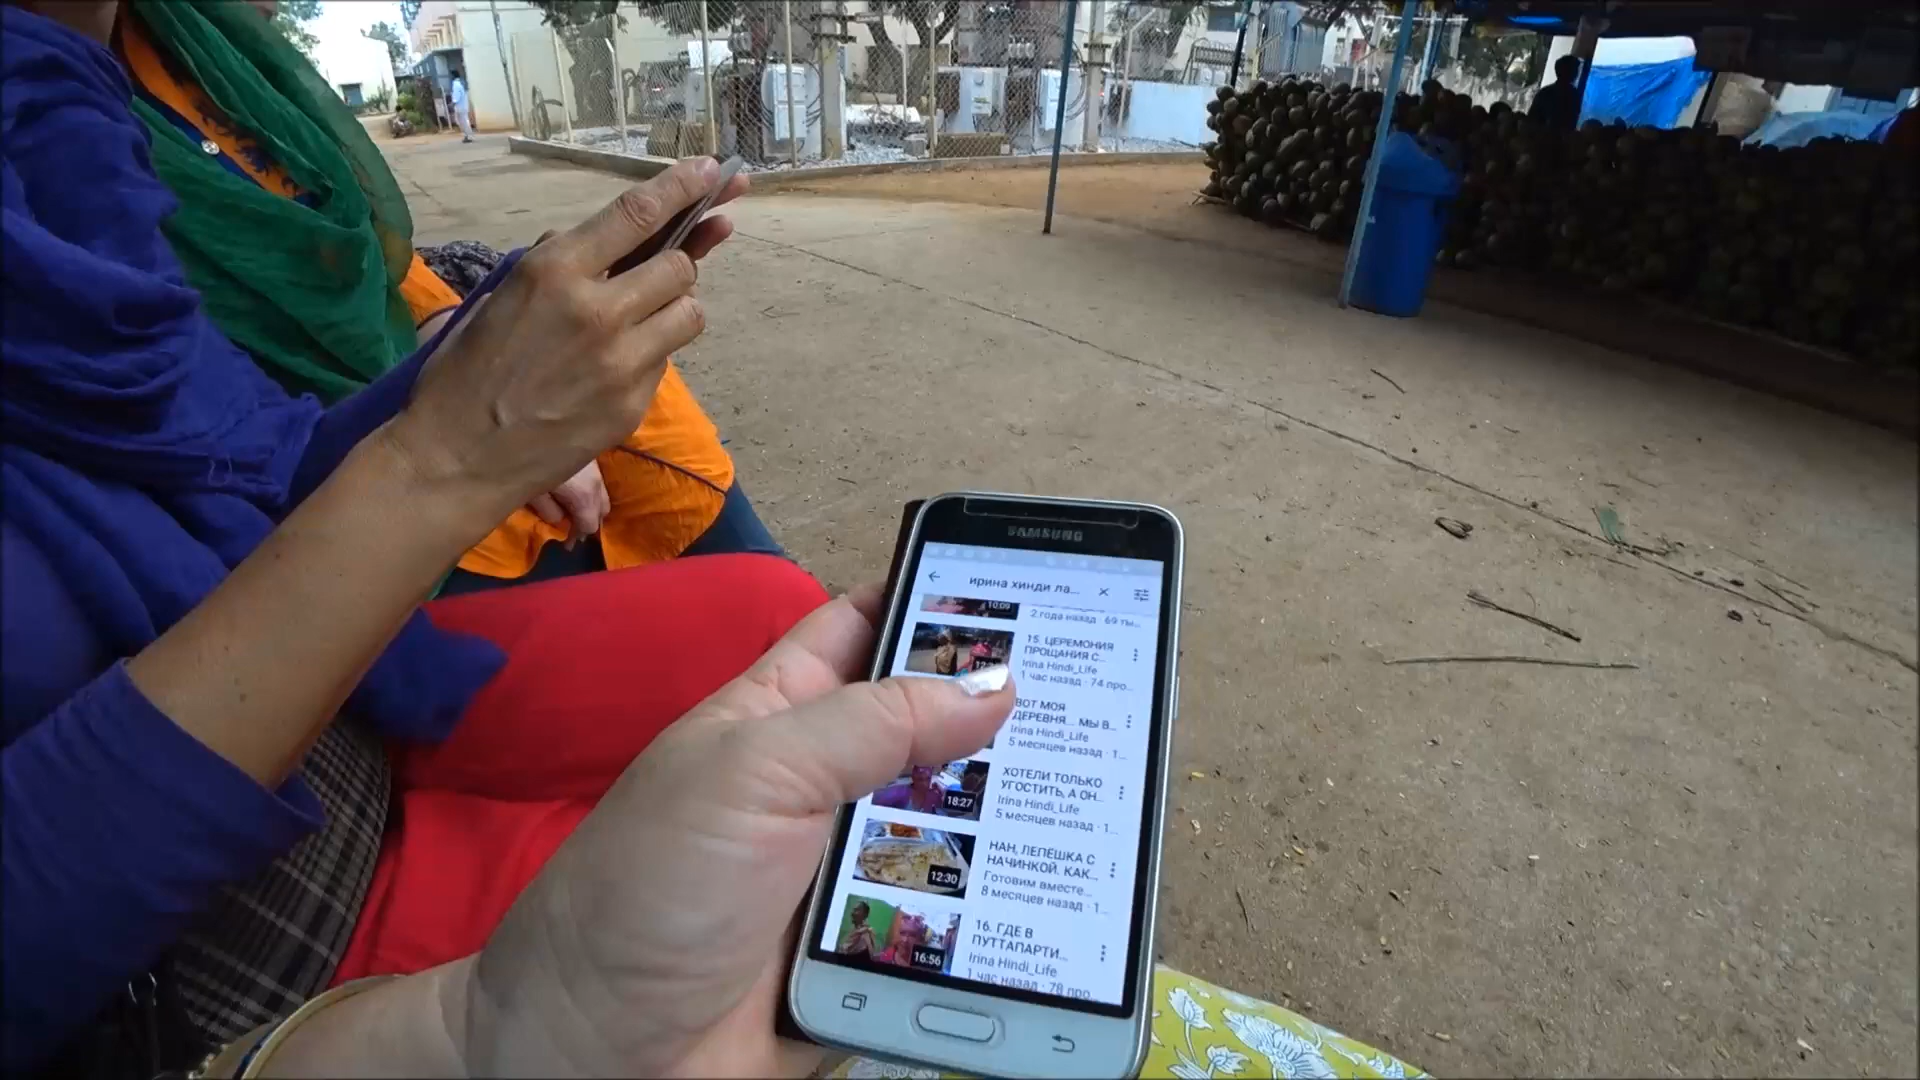 SAMSUNG
ирина хинди ла...
10:09
2 года назад · 69 ты...
15. ЦЕРЕМОНИЯ
ПРОЩАНИЯ С...
Irina Hindi_Life
1 час назад · 74 про...
ВОТ МОЯ
ДЕРЕВНЯ... МЫ В...
Irina Hindi_Life
5 месяцев назад · 1...
18:27
ХОТЕЛИ ТОЛЬКО
УГОСТИТЬ, А ОН...
Irina Hindi_Life
5 месяцев назад · 1...
12:30
НАН, ЛЕПЁШКА С
НАЧИНКОЙ. КАК...
Готовим вместе...
8 месяцев назад · 1...
16:56
16. ГДЕ В
ПУТТАПАРТИ...
Irina Hindi_Life
1 час назад · 78 про...